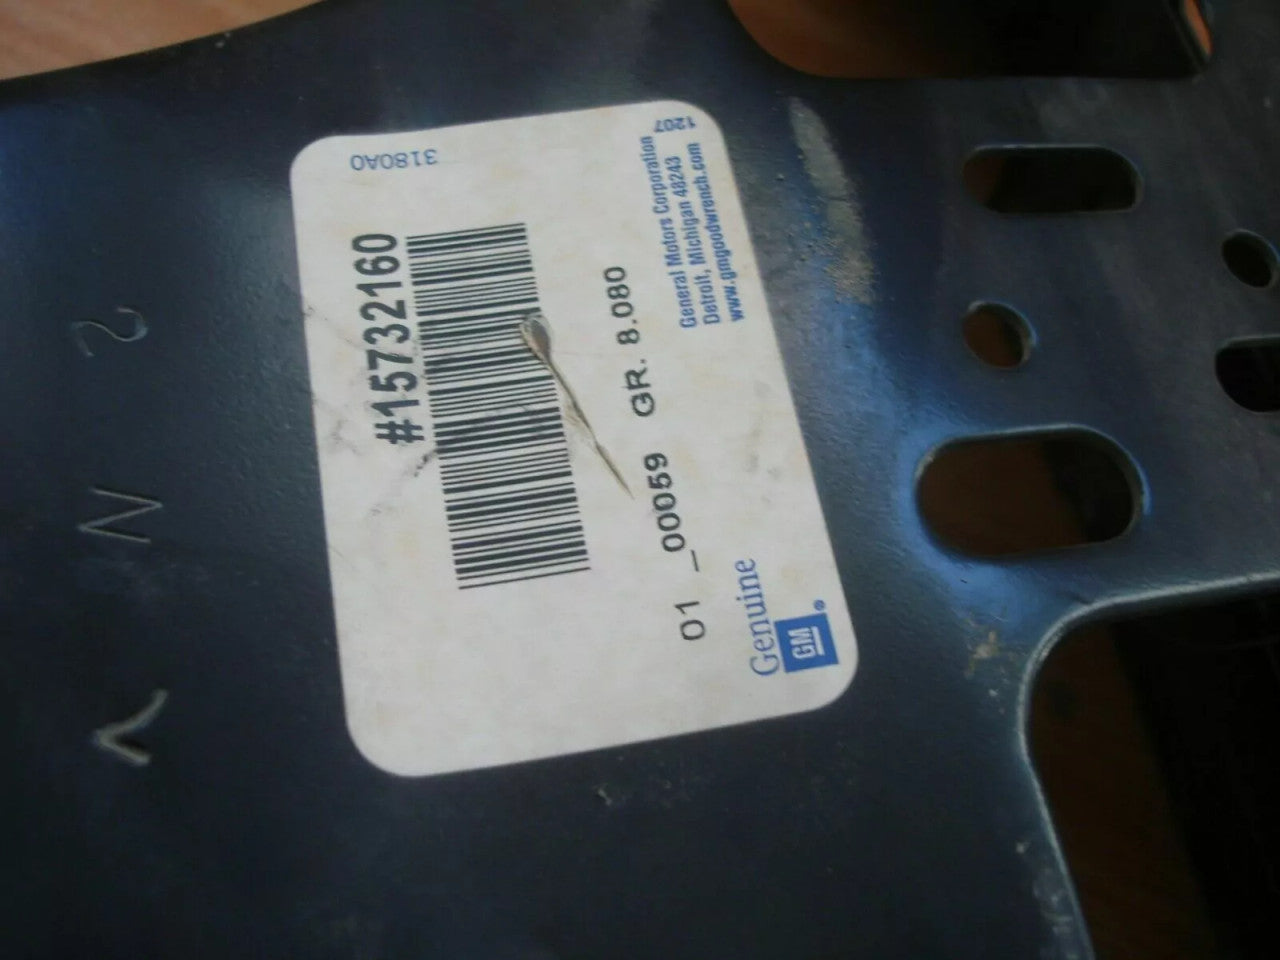 3180A0
#15732160
01 _00059 GR. 8.080
Genuine
GM®
General Motors Corporation
Detroit, Michigan 48243
www.gmgoodwrench.com
1207
2 N V